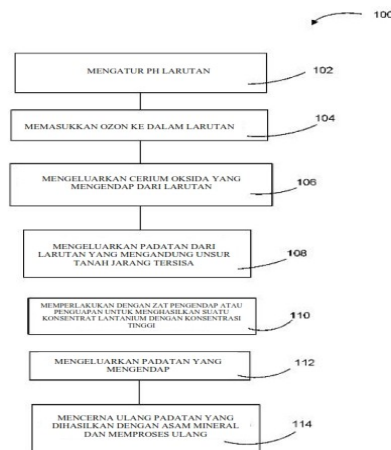 100
MENGATUR PH LARUTAN
102
MEMASUKKAN OZON KE DALAM LARUTAN
104
MENGELUARKAN CERIUM OKSIDA YANG
MENGENDAP DARI LARUTAN
106
MENGELUARKAN PADATAN DARI
LARUTAN YANG MENGANDUNG UNSUR
TANAH JARANG TERSISA
108
MEMPERLAKUKAN DENGAN ZAT PENGENDAP ATAU
PENGUAPAN UNTUK MENGHASILKAN SUATU
KONSENTRAT LANTANIUM DENGAN KONSENTRASI
TINGGI
110
MENGELUARKAN PADATAN YANG
MENGENDAP
112
MENCERNA ULANG PADATAN YANG
DIHASILKAN DENGAN ASAM MINERAL
DAN MEMPROSES ULANG
114